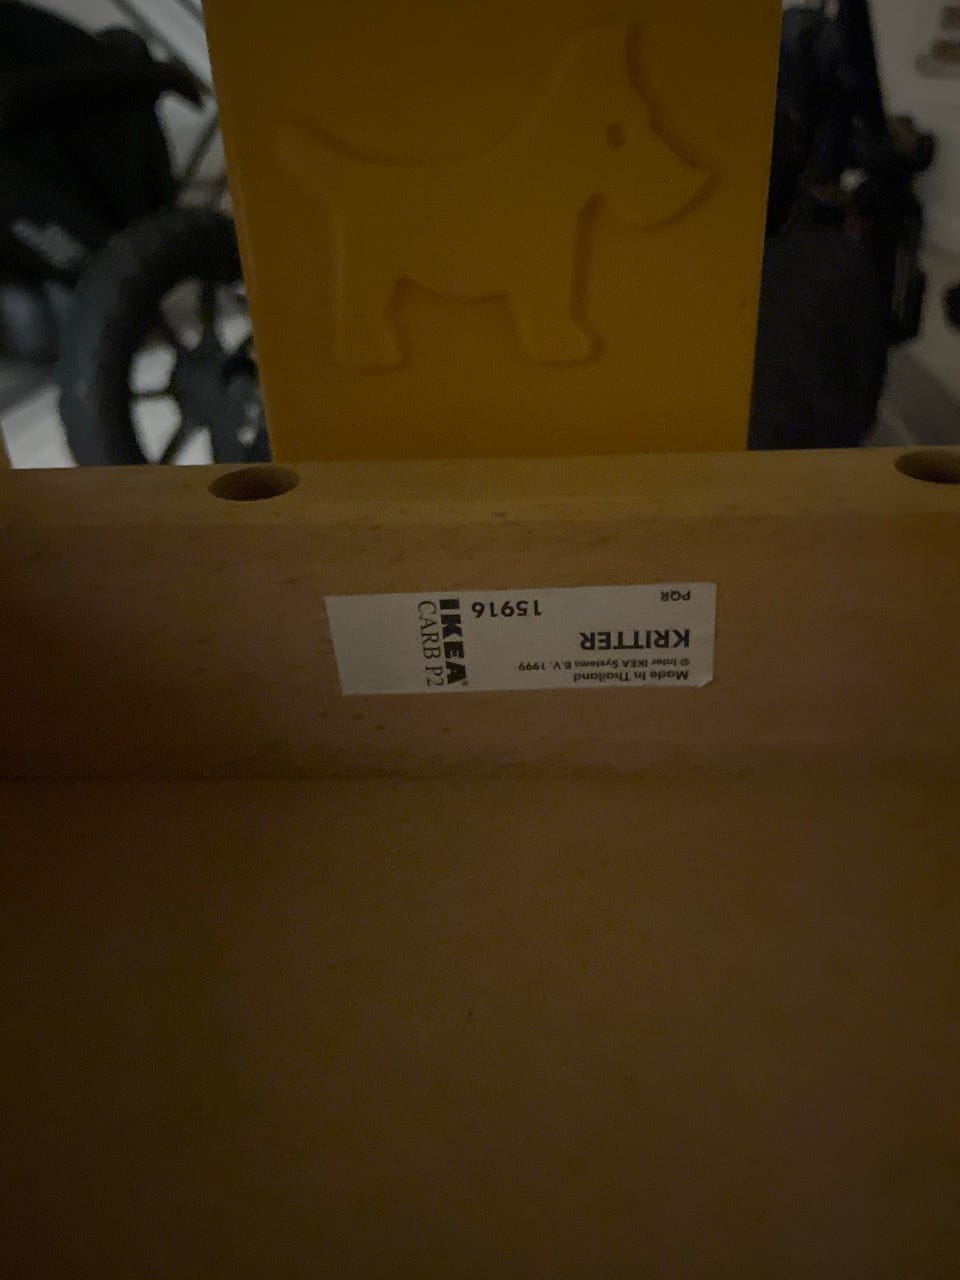 Made in Thailand
© Inter IKEA Systems B.V. 1999
KRITTER
PQR
15916
IKEA®
CARB P2